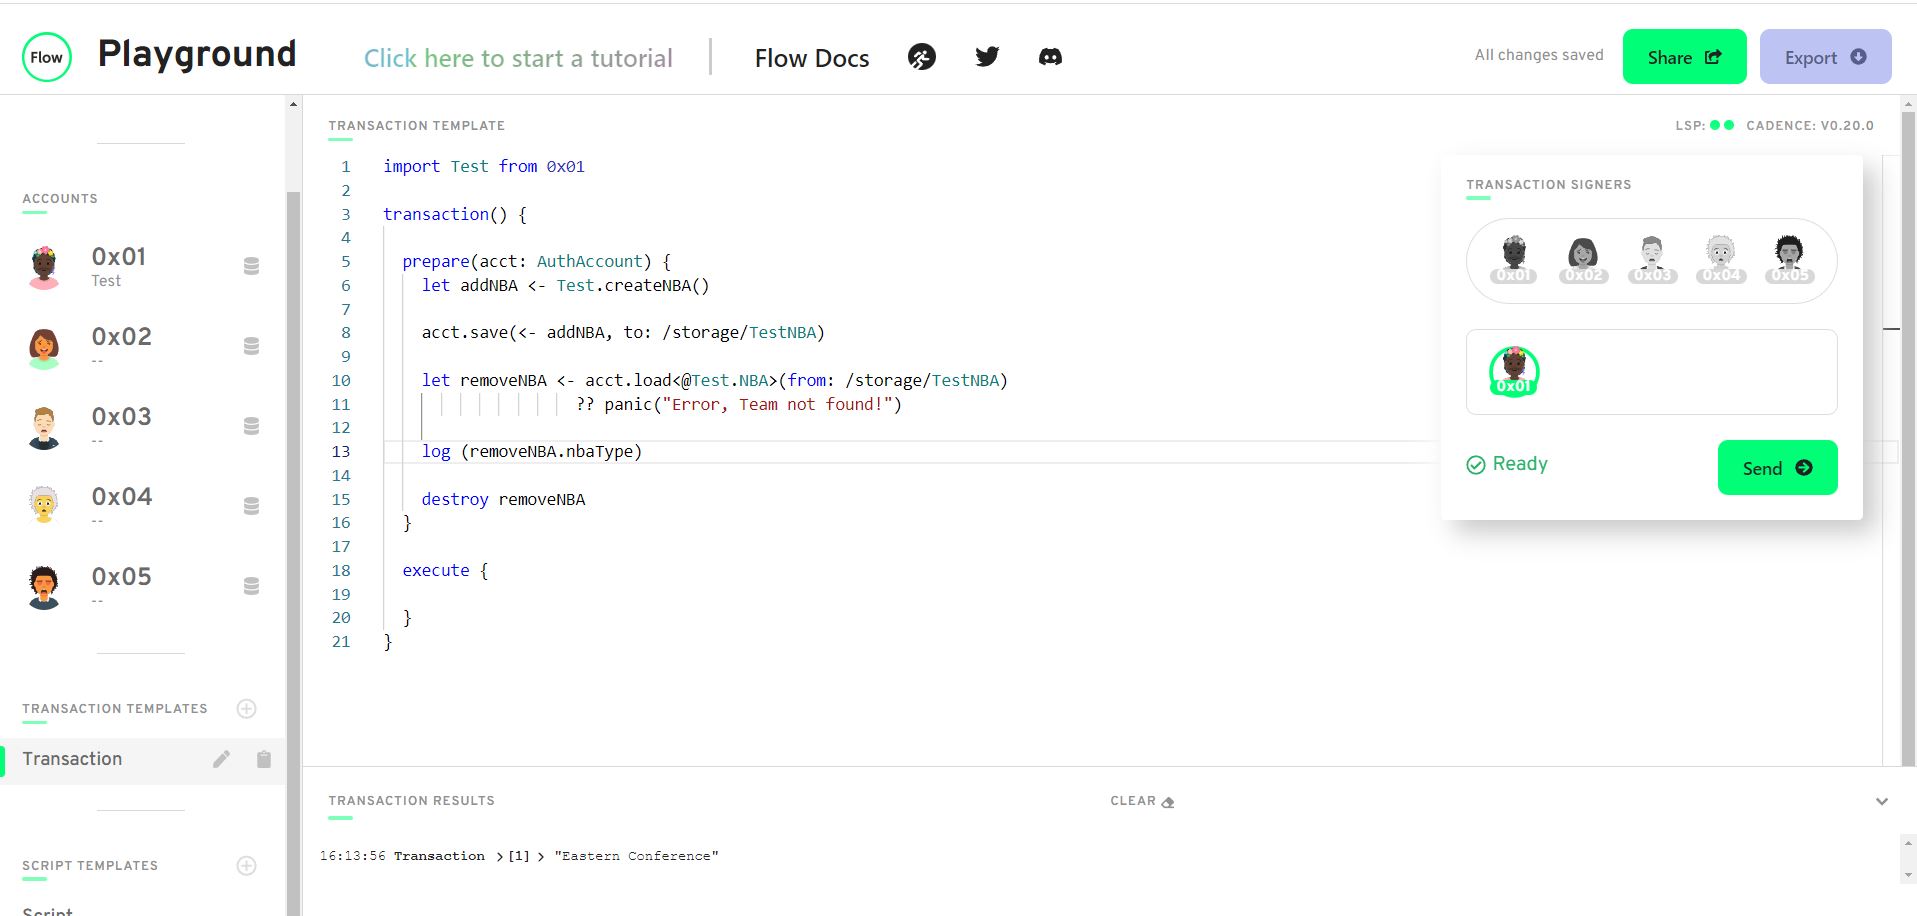 Flow
Playground
Click here to start a tutorial
Flow Docs
All changes saved
Share
Export
ACCOUNTS
0x01
Test
0x02
--
0x03
--
0x04
--
0x05
--
TRANSACTION TEMPLATES
Transaction
SCRIPT TEMPLATES
Script
TRANSACTION TEMPLATE
LSP: CADENCE: V0.20.0
1 import Test from 0x01
2
3 transaction() {
4
5 prepare(acct: AuthAccount) {
6 let addNBA <- Test.createNBA()
7
8 acct.save(<- addNBA, to: /storage/TestNBA)
9
10 let removeNBA <- acct.load<@Test.NBA>(from: /storage/TestNBA)
11 ?? panic("Error, Team not found!")
12
13 log (removeNBA.nbaType)
14
15 destroy removeNBA
16 }
17
18 execute {
19
20 }
21 }
TRANSACTION SIGNERS
0x01 0x02 0x03 0x04 0x05
0x01
Ready
Send
TRANSACTION RESULTS
CLEAR
16:13:56 Transaction > [1] > "Eastern Conference"